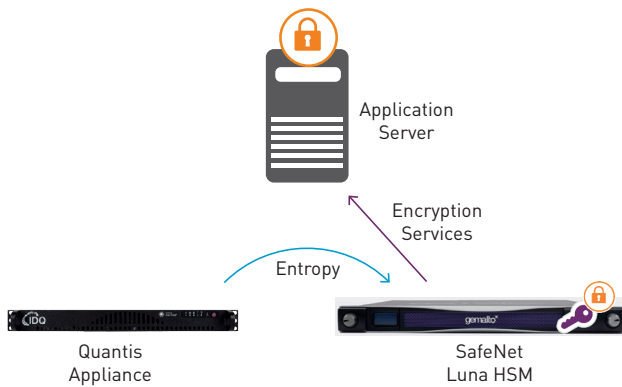 Application
Server
Encryption
Services
Entropy
IDQ
gemalto
Quantis
Appliance
SafeNet
Luna HSM